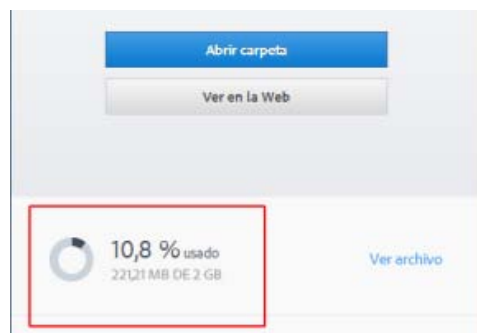 Abrir carpeta
Ver en la Web
10,8 % usado
221,21 MB DE 2 GB
Ver archivo